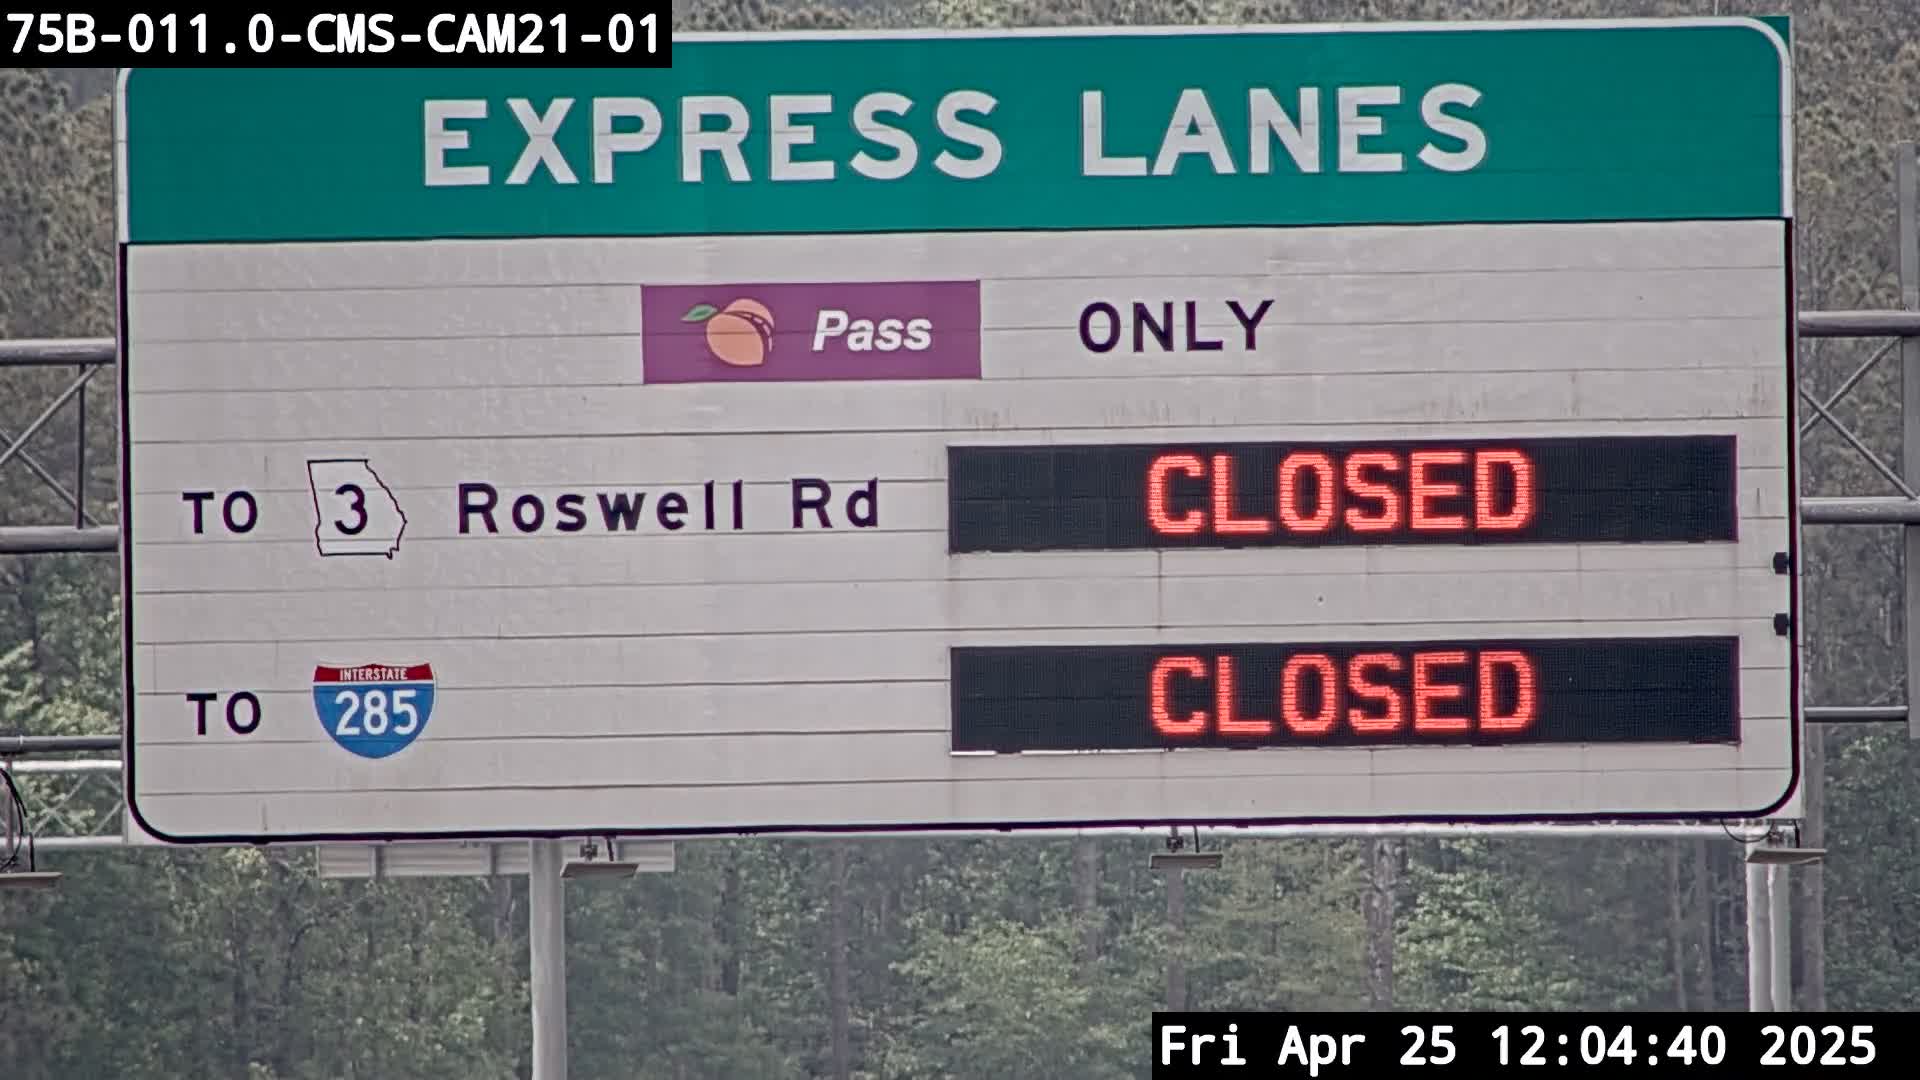 75B-011.0-CMS-CAM21-01
EXPRESS LANES
Pass ONLY
TO 3 Roswell Rd CLOSED
TO INTERSTATE 285 CLOSED
Fri Apr 25 12:04:40 2025